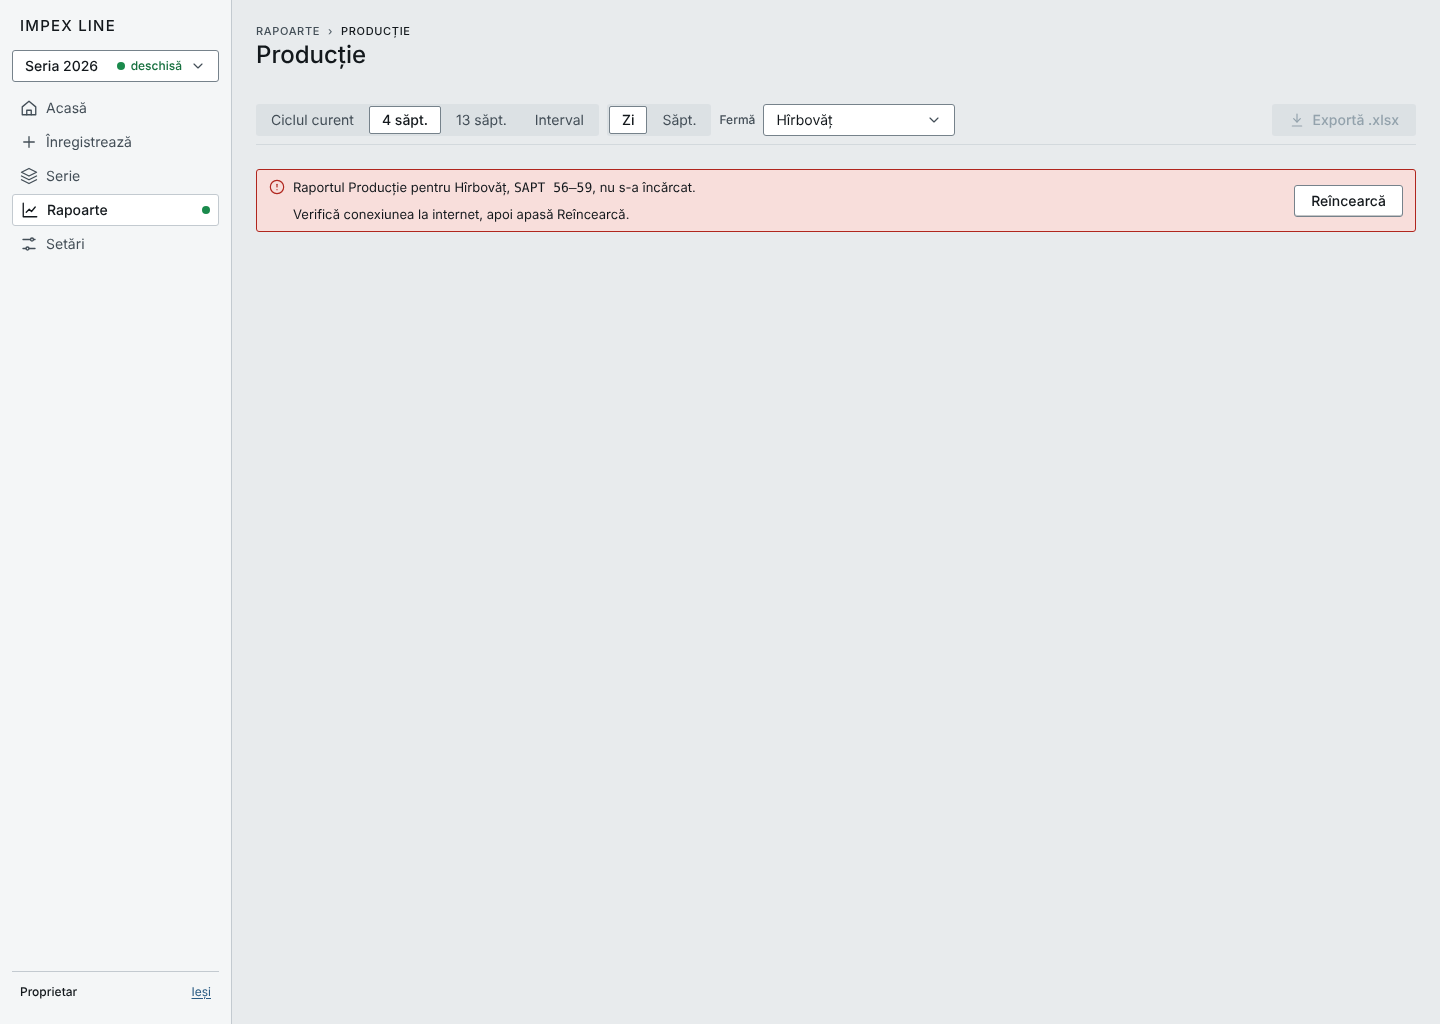 IMPEX LINE
Seria 2026 deschisă
Acasă
Înregistrează
Serie
Rapoarte
Setări
Proprietar Ieși
RAPOARTE › PRODUCȚIE
Producție
Ciclul curent 4 săpt. 13 săpt. Interval Zi Săpt. Fermă Hîrbovăț Exportă .xlsx
Raportul Producție pentru Hîrbovăț, SAPT 56–59, nu s-a încărcat.
Verifică conexiunea la internet, apoi apasă Reîncearcă.
Reîncearcă